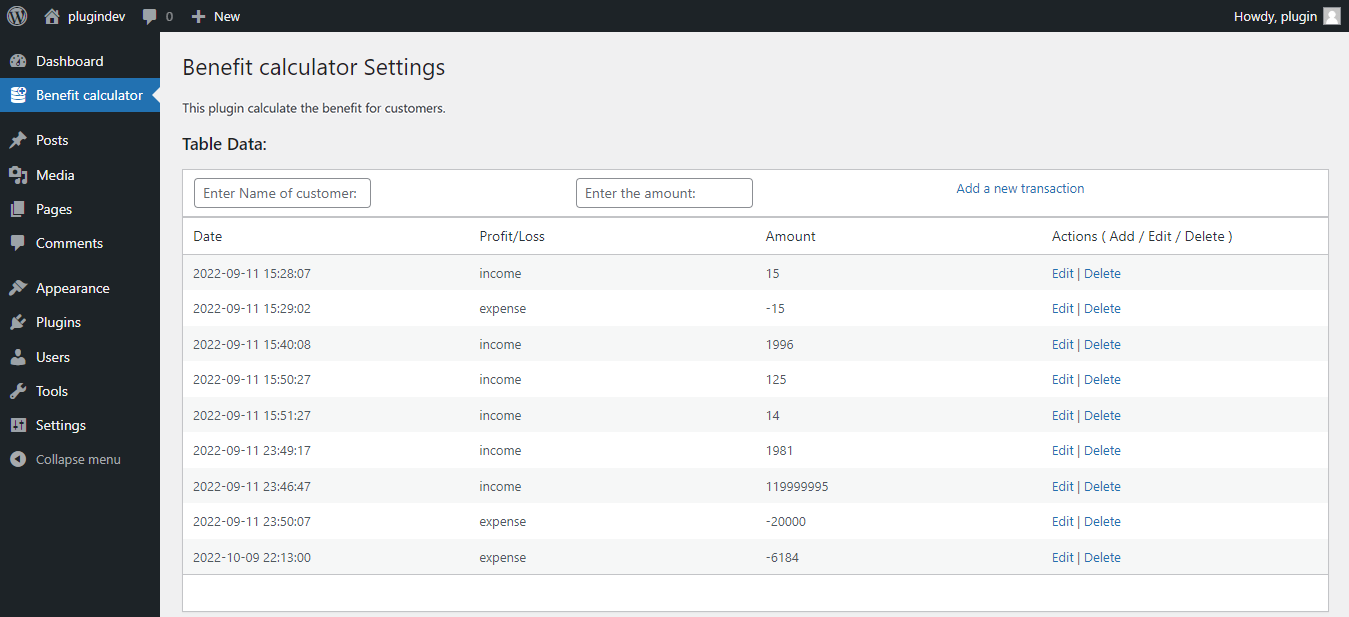 plugindev 0 New Howdy, plugin
Dashboard
Benefit calculator
Posts
Media
Pages
Comments
Appearance
Plugins
Users
Tools
Settings
Collapse menu
Benefit calculator Settings
This plugin calculate the benefit for customers.
Table Data:
Enter Name of customer: Enter the amount: Add a new transaction
Date Profit/Loss Amount Actions ( Add / Edit / Delete )
2022-09-11 15:28:07 income 15 Edit | Delete
2022-09-11 15:29:02 expense -15 Edit | Delete
2022-09-11 15:40:08 income 1996 Edit | Delete
2022-09-11 15:50:27 income 125 Edit | Delete
2022-09-11 15:51:27 income 14 Edit | Delete
2022-09-11 23:49:17 income 1981 Edit | Delete
2022-09-11 23:46:47 income 119999995 Edit | Delete
2022-09-11 23:50:07 expense -20000 Edit | Delete
2022-10-09 22:13:00 expense -6184 Edit | Delete